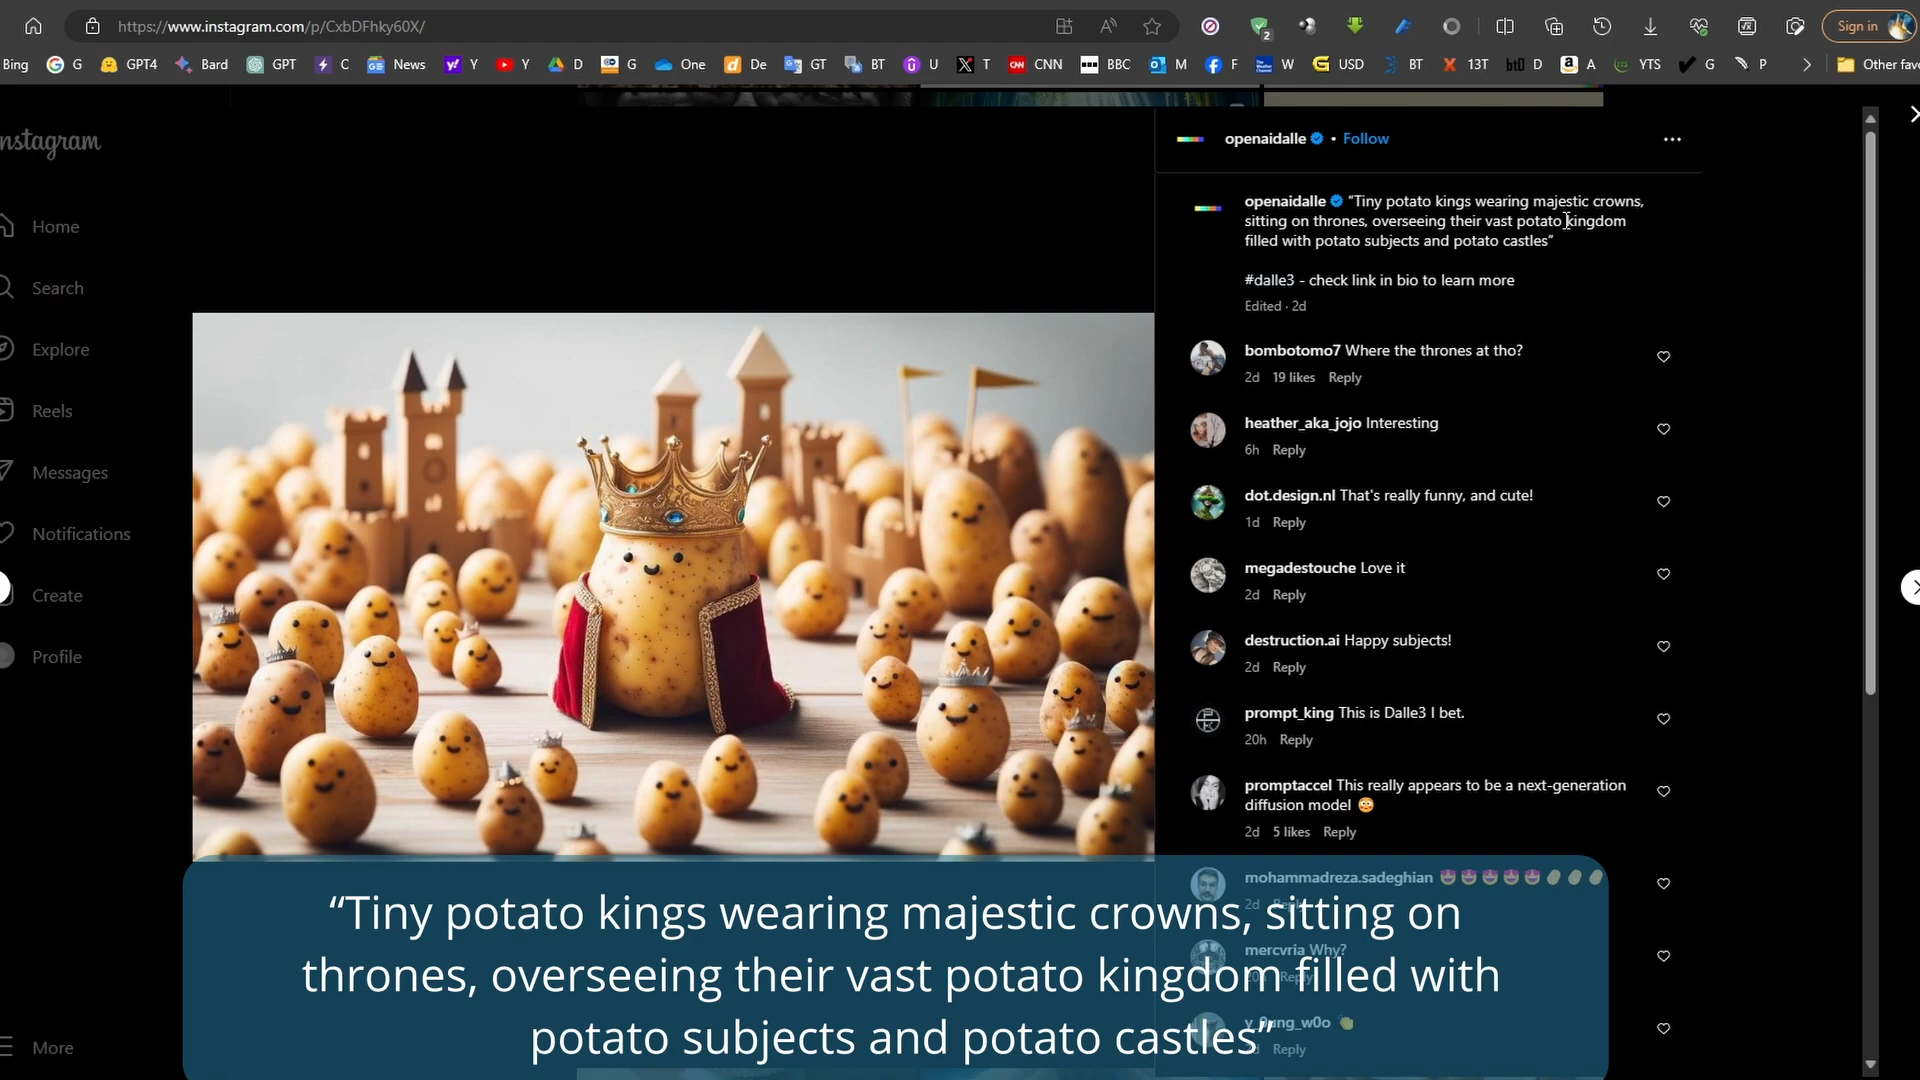 https://www.instagram.com/p/CxbDFhky60X/
2
Sign in
Bing G GPT4 Bard GPT C News Y Y D G One De GT BT U T CNN BBC M F W USD BT 13T D A YTS G P Other favo
nstagram
Home
Search
Explore
Reels
Messages
Notifications
Create
Profile
More
openaidalle • Follow
openaidalle “Tiny potato kings wearing majestic crowns,
sitting on thrones, overseeing their vast potato kingdom
filled with potato subjects and potato castles”
#dalle3 - check link in bio to learn more
Edited · 2d
bombotomo7 Where the thrones at tho?
2d 19 likes Reply
heather_aka_jojo Interesting
6h Reply
dot.design.nl That's really funny, and cute!
1d Reply
megadestouche Love it
2d Reply
destruction.ai Happy subjects!
2d Reply
prompt_king This is Dalle3 I bet.
20h Reply
promptaccel This really appears to be a next-generation
diffusion model 😳
2d 5 likes Reply
mohammadreza.sadeghian 🤩🤩🤩🤩🤩🥔🥔🥔
2d Reply
mercvria Why?
Reply
Reply
“Tiny potato kings wearing majestic crowns, sitting on
thrones, overseeing their vast potato kingdom filled with
potato subjects and potato castles”